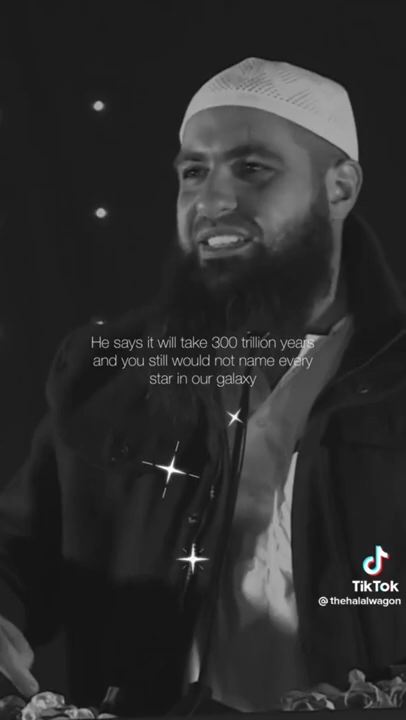 He says it will take 300 trillion years
and you still would not name every
star in our galaxy
TikTok
@thehalalwagon